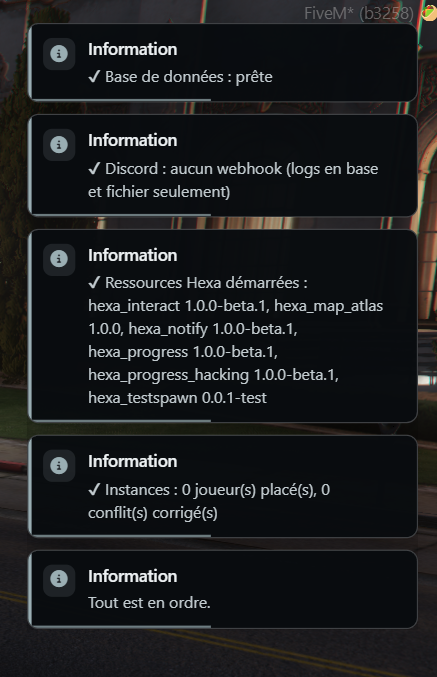 FiveM* (b3258)
Information
✔ Base de données : prête
Information
✔ Discord : aucun webhook (logs en base
et fichier seulement)
Information
✔ Ressources Hexa démarrées :
hexa_interact 1.0.0-beta.1, hexa_map_atlas
1.0.0, hexa_notify 1.0.0-beta.1,
hexa_progress 1.0.0-beta.1,
hexa_progress_hacking 1.0.0-beta.1,
hexa_testspawn 0.0.1-test
Information
✔ Instances : 0 joueur(s) placé(s), 0
conflit(s) corrigé(s)
Information
Tout est en ordre.